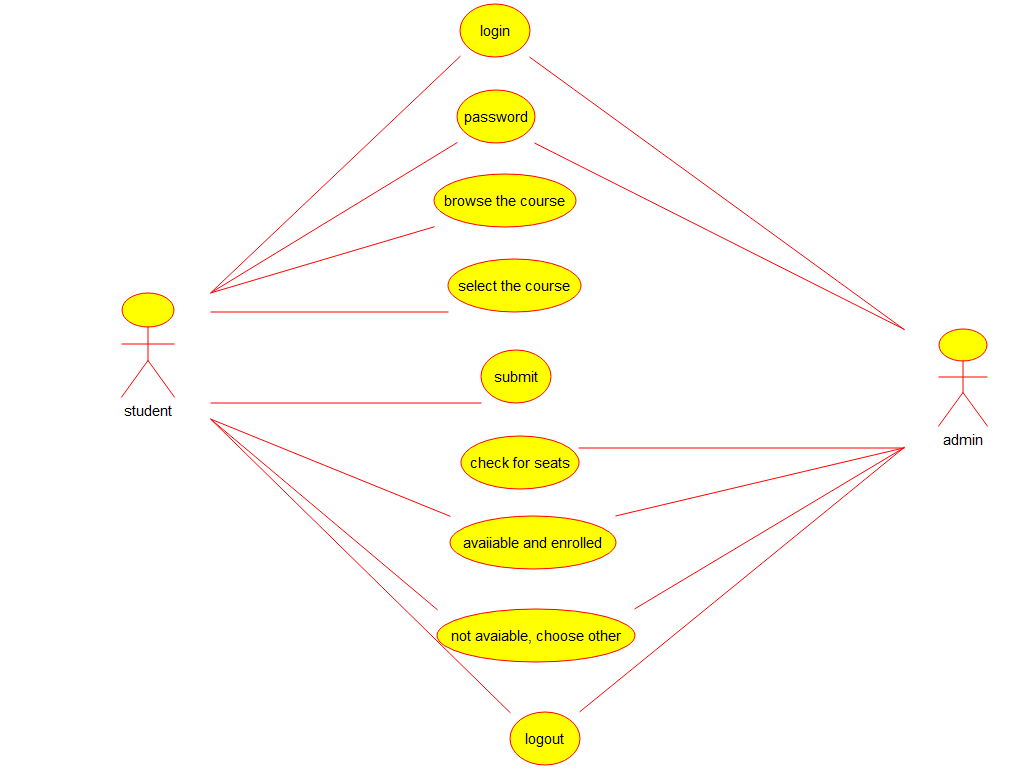 login
password
browse the course
select the course
submit
student
check for seats
admin
avaiiable and enrolled
not avaiable, choose other
logout